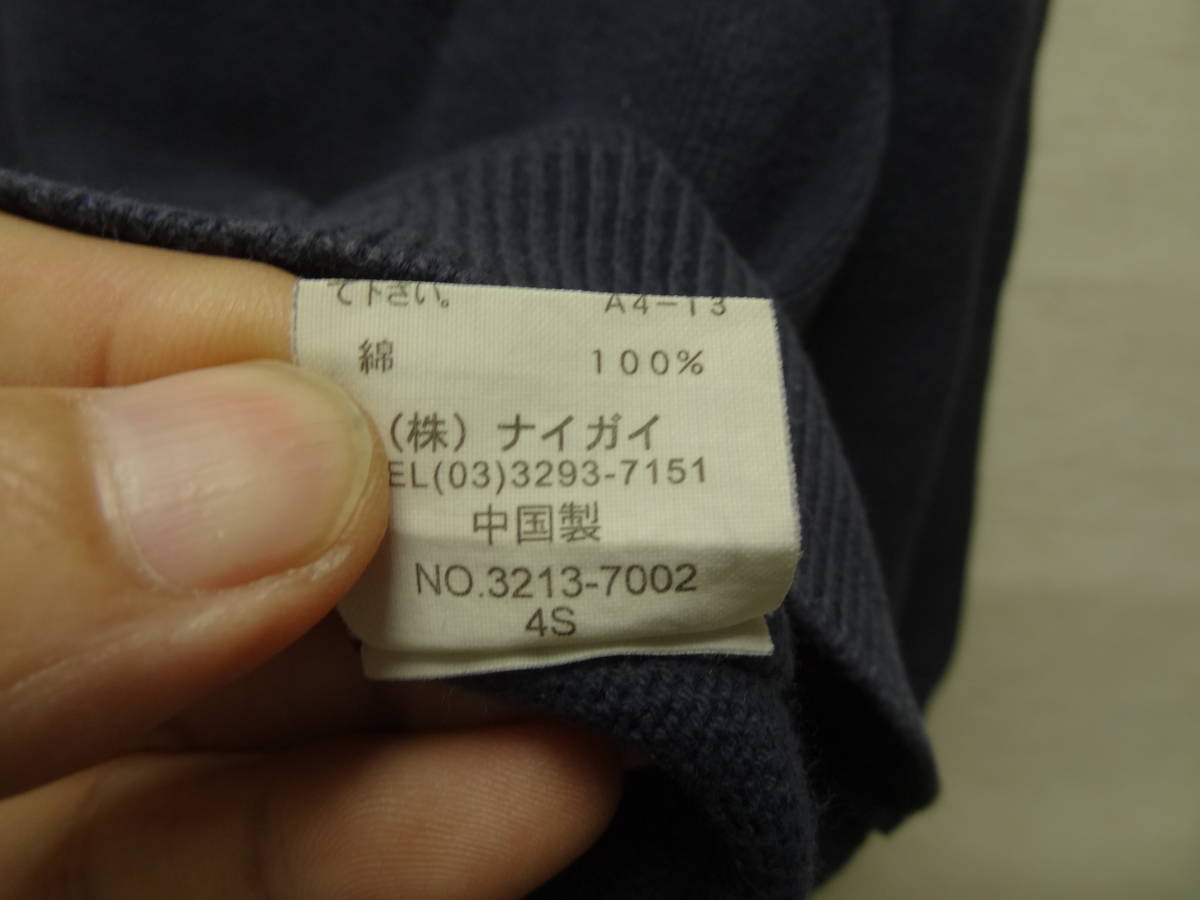 て下さい。 A4-13
綿 100%
(株) ナイガイ
EL(03)3293-7151
中国製
NO.3213-7002
4S